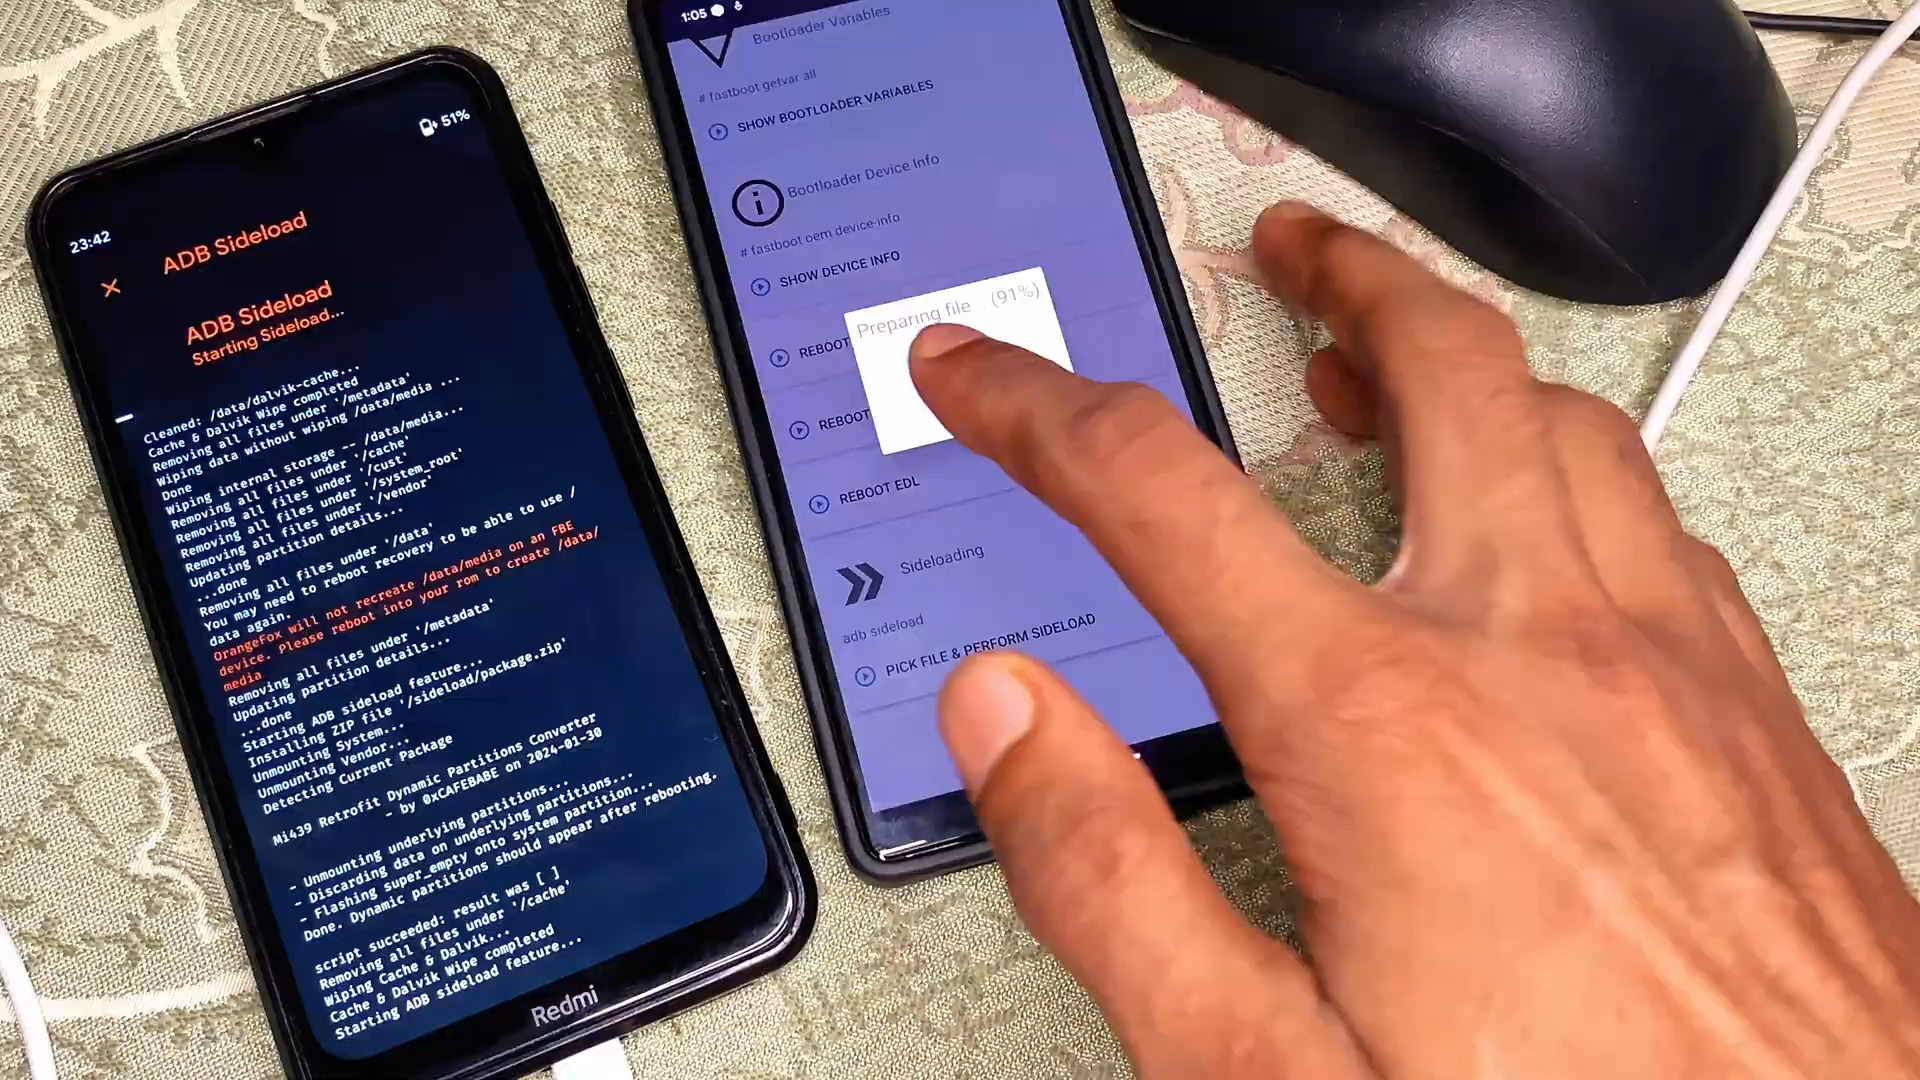 23:42
51%
ADB Sideload
ADB Sideload
Starting Sideload...
Cleaned: /data/dalvik-cache...
Cache & Dalvik Wipe completed
Removing all files under '/metadata'
Wiping data without wiping /data/media ...
Done
Wiping internal storage -- /data/media...
Removing all files under '/cache'
Removing all files under '/cust'
Removing all files under '/system_root'
Removing all files under '/vendor'
Updating partition details...
...done
Removing all files under '/data'
You may need to reboot recovery to be able to use /
data again.
OrangeFox will not recreate /data/media on an FBE
device. Please reboot into your rom to create /data/
media
Removing all files under '/metadata'
Updating partition details...
...done
Starting ADB sideload feature...
Installing ZIP file '/sideload/package.zip'
Unmounting System...
Unmounting Vendor...
Detecting Current Package
Mi439 Retrofit Dynamic Partitions Converter
- by 0xCAFEBABE on 2024-01-30
- Unmounting underlying partitions...
- Discarding data on underlying partitions...
- Flashing super_empty onto system partition...
Done. Dynamic partitions should appear after rebooting.
script succeeded: result was [ ]
Removing all files under '/cache'
Wiping Cache & Dalvik...
Cache & Dalvik Wipe completed
Starting ADB sideload feature...
Redmi
1:05
Bootloader Variables
# fastboot getvar all
SHOW BOOTLOADER VARIABLES
Bootloader Device Info
# fastboot oem device-info
SHOW DEVICE INFO
Preparing file... (91%)
REBOOT
REBOOT
REBOOT EDL
Sideloading
adb sideload
PICK FILE & PERFORM SIDELOAD